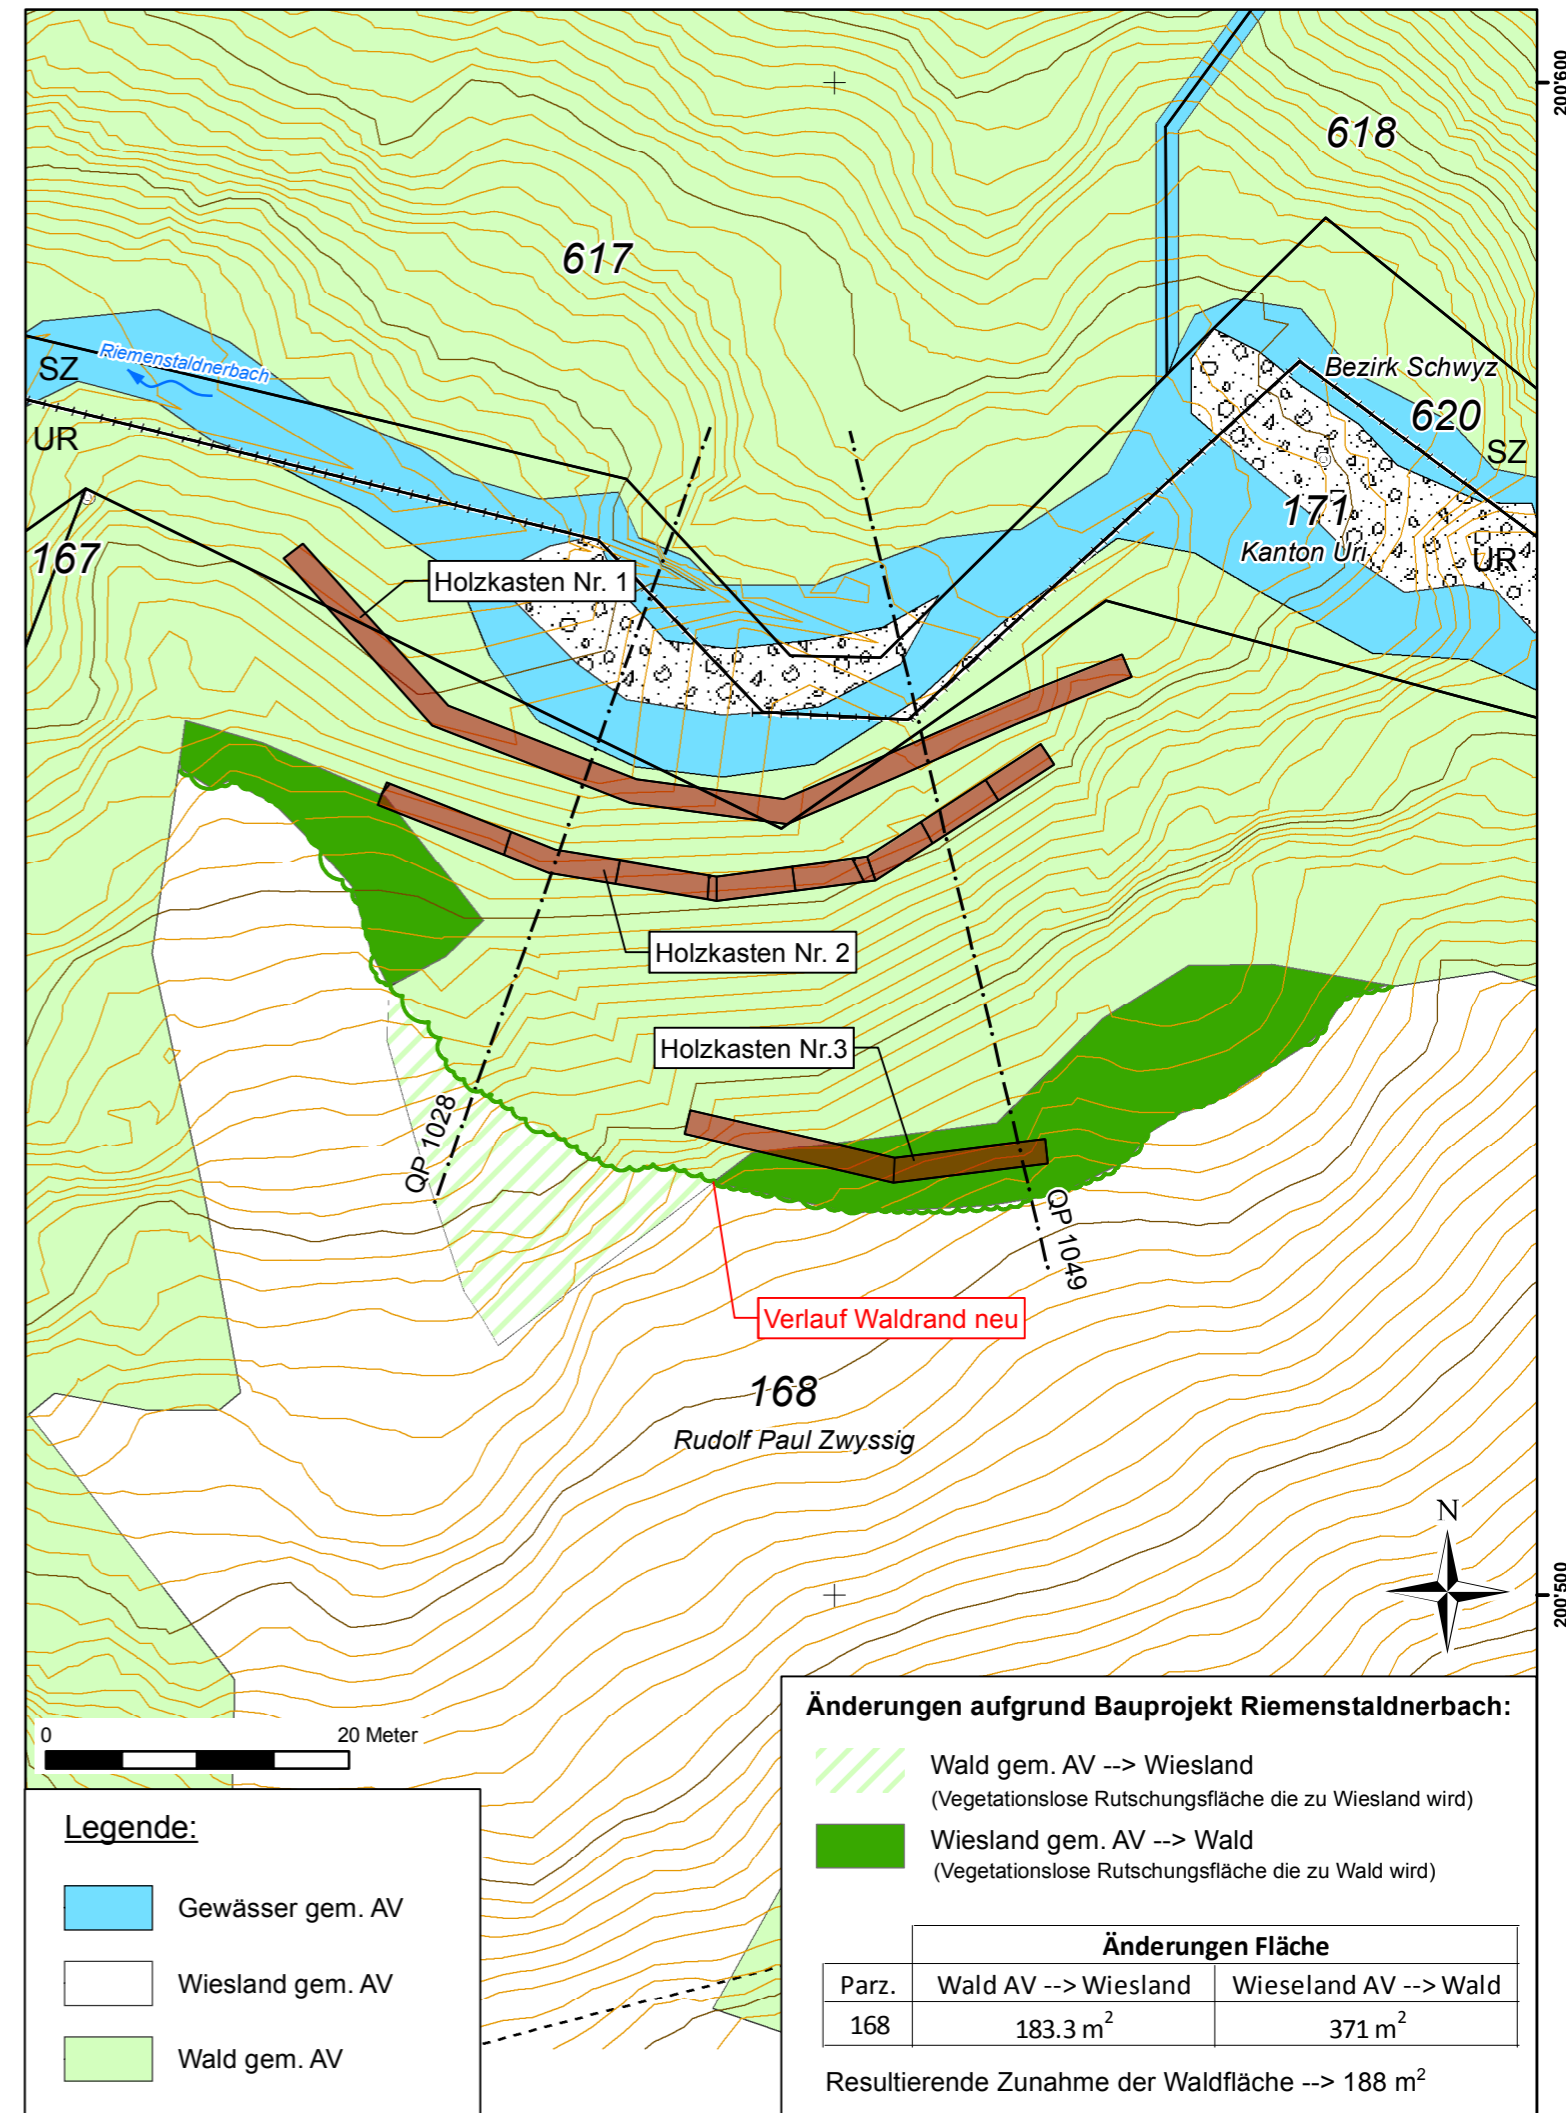 200'600
618
617
Riemenstaldnerbach
SZ
Bezirk Schwyz
620
UR
SZ
171
167
Kanton Uri
UR
Holzkasten Nr. 1
Holzkasten Nr. 2
Holzkasten Nr.3
QP 1028
QP 1049
Verlauf Waldrand neu
168
Rudolf Paul Zwyssig
N
200'500
0 20 Meter
Änderungen aufgrund Bauprojekt Riemenstaldnerbach:
Wald gem. AV --> Wiesland
(Vegetationslose Rutschungsfläche die zu Wiesland wird)
Wiesland gem. AV --> Wald
(Vegetationslose Rutschungsfläche die zu Wald wird)
Legende:
Gewässer gem. AV
Wiesland gem. AV
Wald gem. AV
Änderungen Fläche
Parz. Wald AV --> Wiesland Wieseland AV --> Wald
168 183.3 m² 371 m²
Resultierende Zunahme der Waldfläche --> 188 m²